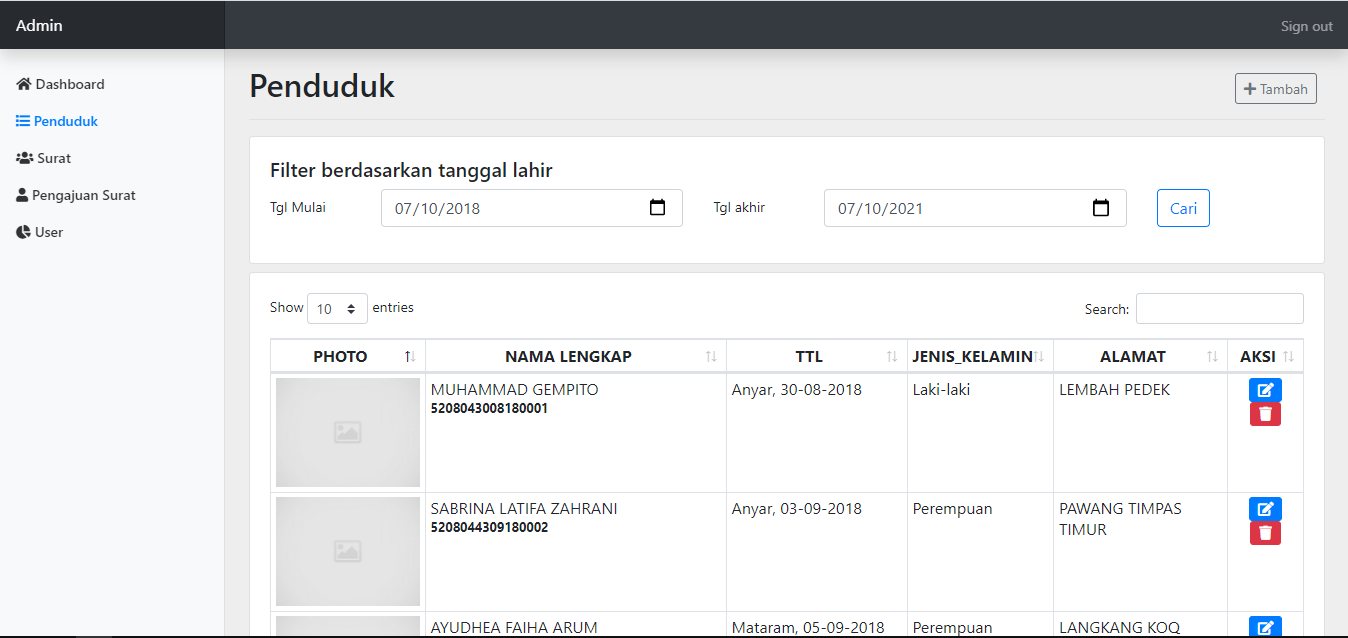 Admin
Sign out
Dashboard
Penduduk
Surat
Pengajuan Surat
User
Penduduk
Tambah
Filter berdasarkan tanggal lahir
Tgl Mulai 07/10/2018 Tgl akhir 07/10/2021 Cari
Show 10 entries Search:
PHOTO NAMA LENGKAP TTL JENIS_KELAMIN ALAMAT AKSI
MUHAMMAD GEMPITO Anyar, 30-08-2018 Laki-laki LEMBAH PEDEK
5208043008180001
SABRINA LATIFA ZAHRANI Anyar, 03-09-2018 Perempuan PAWANG TIMPAS
5208044309180002 TIMUR
AYUDHEA FAIHA ARUM Mataram, 05-09-2018 Perempuan LANGKANG KOQ